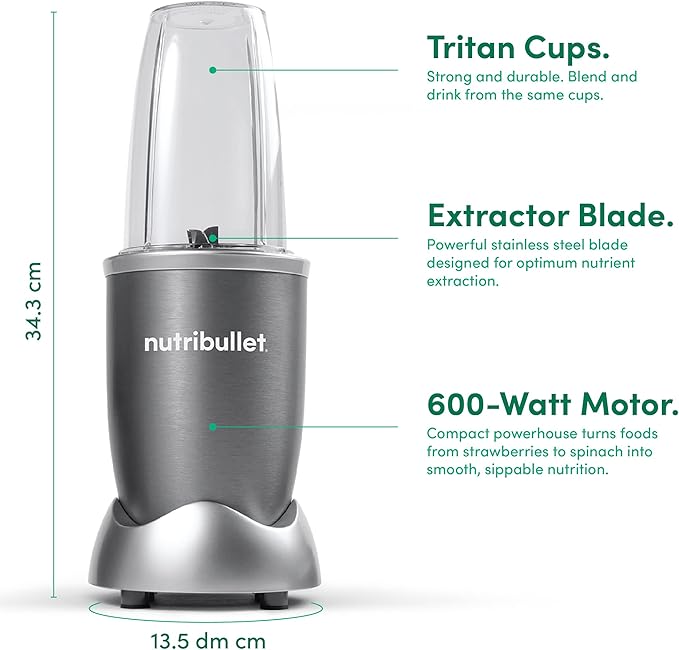 Tritan Cups.
Strong and durable. Blend and
drink from the same cups.
Extractor Blade.
Powerful stainless steel blade
designed for optimum nutrient
extraction.
34.3 cm
nutribullet.
600-Watt Motor.
Compact powerhouse turns foods
from strawberries to spinach into
smooth, sippable nutrition.
13.5 dm cm